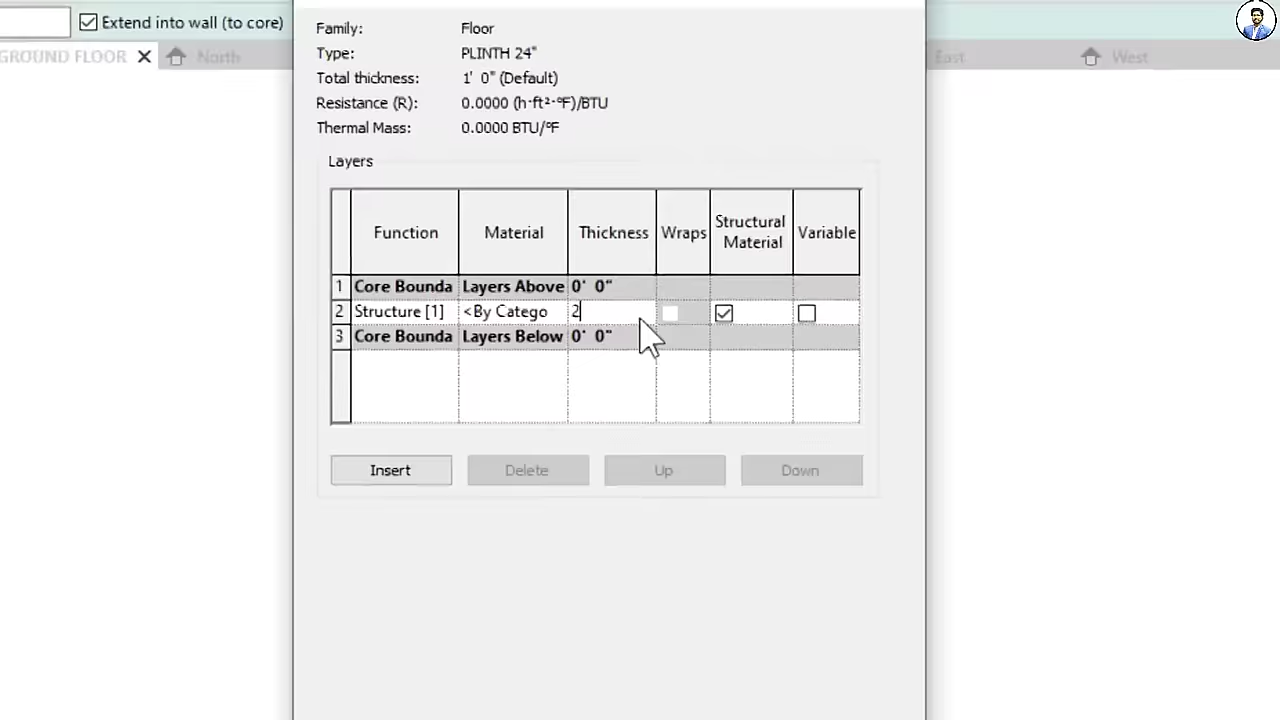 Extend into wall (to core)
GROUND FLOOR North East West
Family: Floor
Type: PLINTH 24"
Total thickness: 1' 0" (Default)
Resistance (R): 0.0000 (h·ft²·°F)/BTU
Thermal Mass: 0.0000 BTU/°F
Layers
Function Material Thickness Wraps Structural Material Variable
1 Core Bounda Layers Above 0' 0"
2 Structure [1] <By Catego 2
3 Core Bounda Layers Below 0' 0"
Insert Delete Up Down